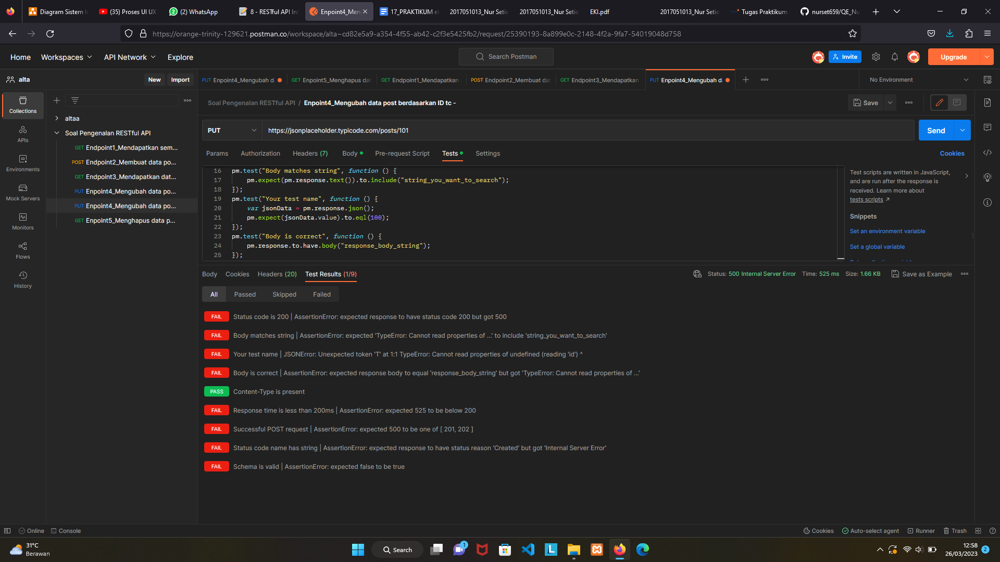 Diagram Sistem I
(35) Proses UI UX
(2) WhatsApp
8 - RESTful API In
Enpoint4_Men
17_PRAKTIKUM ek
2017051013_Nur Setio
2017051013_Nur Setio
EKI.pdf
2017051013_Nur Setio
Tugas Praktikum
nurset659/QE_Nu
https://orange-trinity-129621.postman.co/workspace/alta~cd82e5a9-a354-4f55-ab42-c2f3e5425fb2/request/25390193-8a899e0c-2148-4f2a-9fa7-54019048d758
Home Workspaces API Network Explore
Search Postman
Invite
Upgrade
alta
New Import
PUT Enpoint4_Mengubah da
GET Enpoint5_Menghapus dat
GET Endpoint1_Mendapatkan
POST Endpoint2_Membuat dat
GET Endpoint3_Mendapatkan
PUT Enpoint4_Mengubah da
No Environment
Collections
APIs
Environments
Mock Servers
Monitors
Flows
History
altaa
Soal Pengenalan RESTful API
GET Endpoint1_Mendapatkan sem...
POST Endpoint2_Membuat data po...
GET Endpoint3_Mendapatkan dat...
PUT Enpoint4_Mengubah data po...
PUT Enpoint4_Mengubah data po...
GET Enpoint5_Menghapus data p...
Soal Pengenalan RESTful API / Enpoint4_Mengubah data post berdasarkan ID tc -
Save
PUT
https://jsonplaceholder.typicode.com/posts/101
Send
Params Authorization Headers (7) Body Pre-request Script Tests Settings
Cookies
16 pm.test("Body matches string", function () {
17 pm.expect(pm.response.text()).to.include("string_you_want_to_search");
18 });
19 pm.test("Your test name", function () {
20 var jsonData = pm.response.json();
21 pm.expect(jsonData.value).to.eql(100);
22 });
23 pm.test("Body is correct", function () {
24 pm.response.to.have.body("response_body_string");
25 });
Test scripts are written in JavaScript,
and are run after the response is
received. Learn more about
tests scripts ↗
Snippets
Set an environment variable
Set a global variable
Body Cookies Headers (20) Test Results (1/9)
Status: 500 Internal Server Error Time: 525 ms Size: 1.66 KB
Save as Example
All Passed Skipped Failed
FAIL Status code is 200 | AssertionError: expected response to have status code 200 but got 500
FAIL Body matches string | AssertionError: expected 'TypeError: Cannot read properties of ...' to include 'string_you_want_to_search'
FAIL Your test name | JSONError: Unexpected token 'T' at 1:1 TypeError: Cannot read properties of undefined (reading 'id') ^
FAIL Body is correct | AssertionError: expected response body to equal 'response_body_string' but got 'TypeError: Cannot read properties of ...'
PASS Content-Type is present
FAIL Response time is less than 200ms | AssertionError: expected 525 to be below 200
FAIL Successful POST request | AssertionError: expected 500 to be one of [ 201, 202 ]
FAIL Status code name has string | AssertionError: expected response to have status reason 'Created' but got 'Internal Server Error'
FAIL Schema is valid | AssertionError: expected false to be true
Online Console
Cookies Auto-select agent Runner Trash
31°C
Berawan
Search
1
12:58
26/03/2023
2